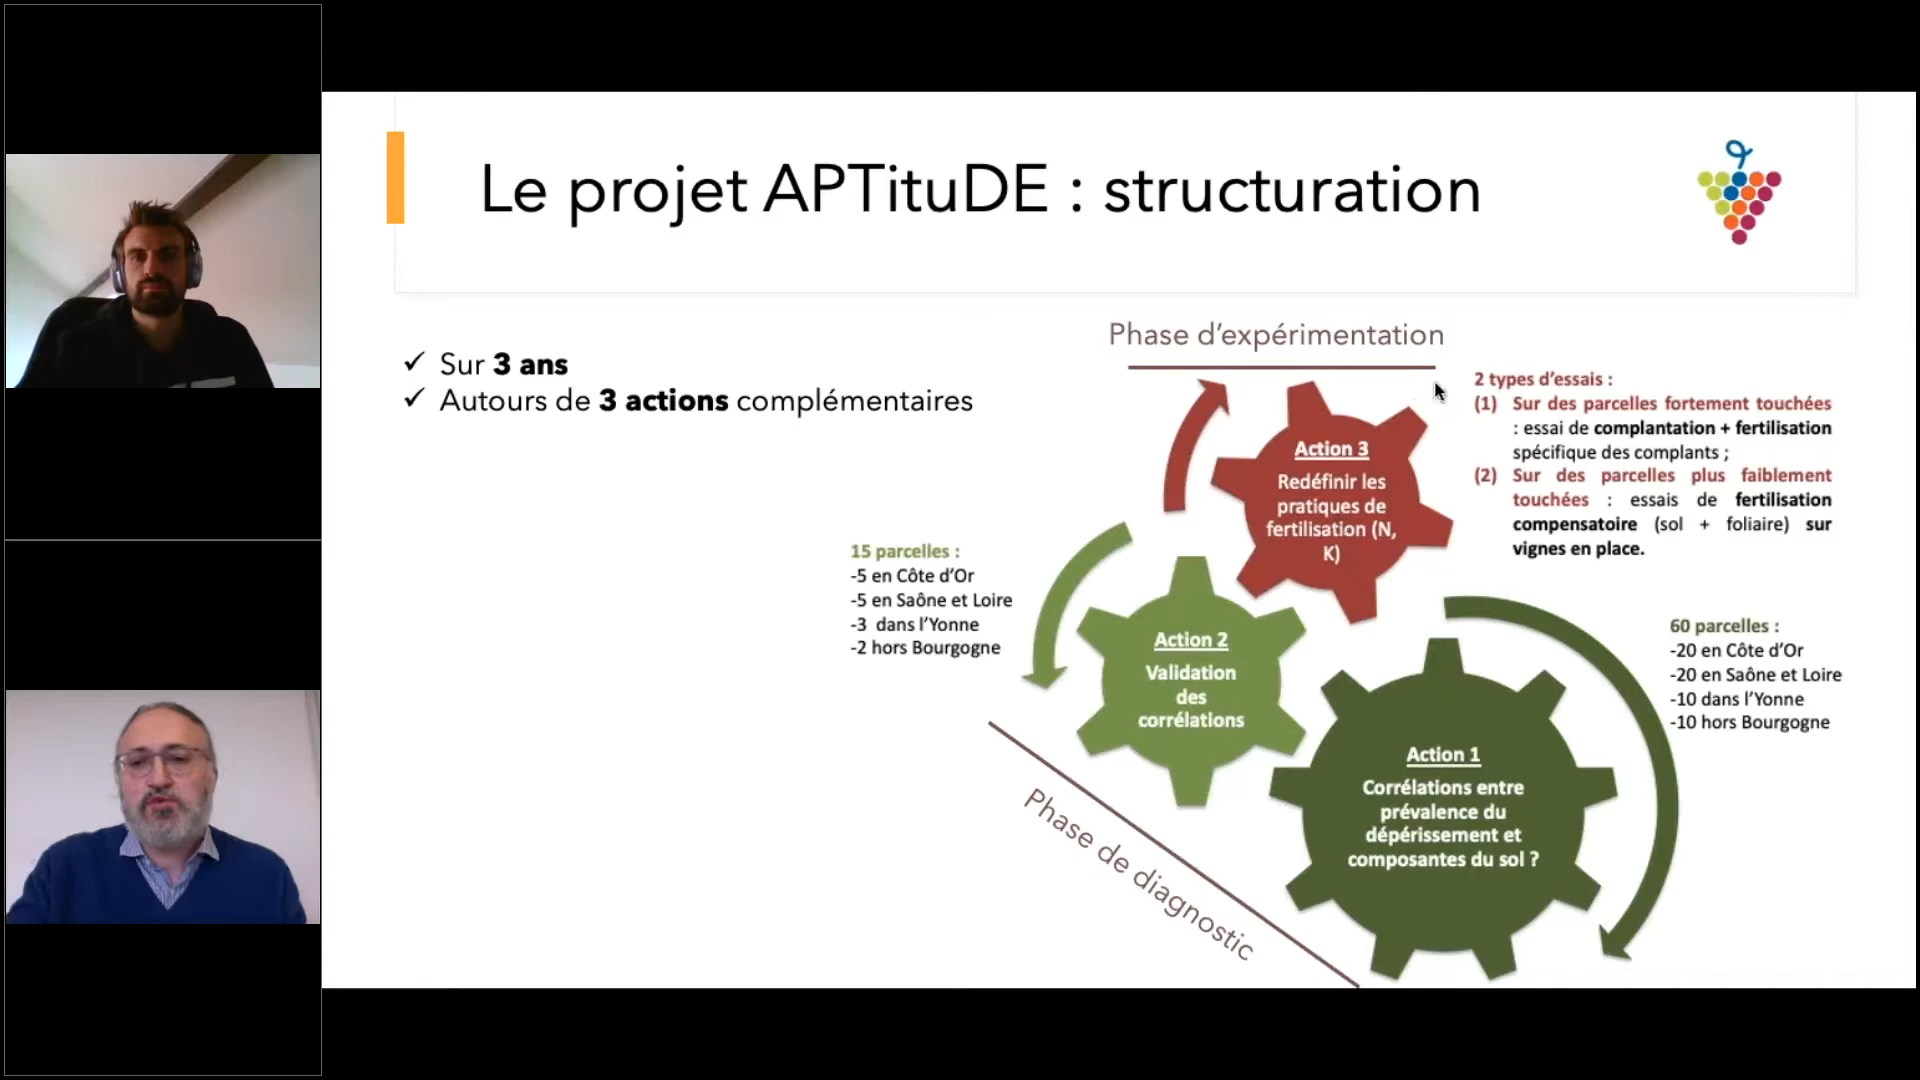 Le projet APTituDE : structuration
✓ Sur 3 ans
✓ Autours de 3 actions complémentaires
Phase d’expérimentation
2 types d’essais :
(1) Sur des parcelles fortement touchées
: essai de complantation + fertilisation
spécifique des complants ;
(2) Sur des parcelles plus faiblement
touchées : essais de fertilisation
compensatoire (sol + foliaire) sur
vignes en place.
Action 3
Redéfinir les
pratiques de
fertilisation (N,
K)
15 parcelles :
-5 en Côte d’Or
-5 en Saône et Loire
-3 dans l’Yonne
-2 hors Bourgogne
Action 2
Validation
des
corrélations
60 parcelles :
-20 en Côte d’Or
-20 en Saône et Loire
-10 dans l’Yonne
-10 hors Bourgogne
Action 1
Corrélations entre
prévalence du
dépérissement et
composantes du sol ?
Phase de diagnostic